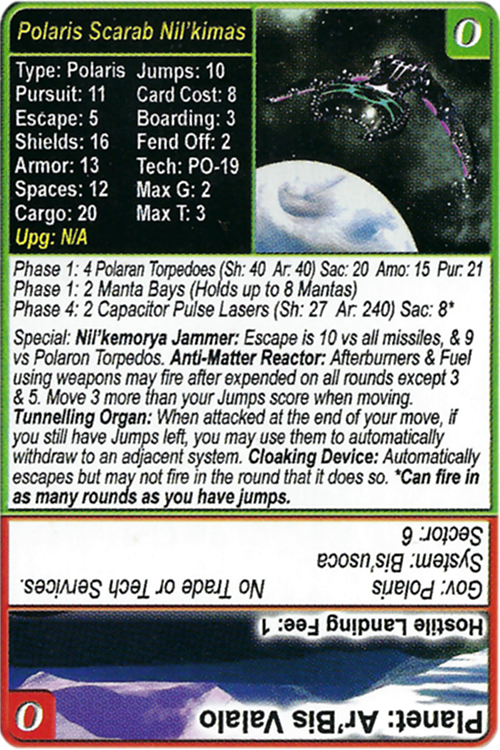 Polaris Scarab Nil'kimas
0
Type: Polaris Jumps: 10
Pursuit: 11 Card Cost: 8
Escape: 5 Boarding: 3
Shields: 16 Fend Off: 2
Armor: 13 Tech: PO-19
Spaces: 12 Max G: 2
Cargo: 20 Max T: 3
Upg: N/A
Phase 1: 4 Polaran Torpedoes (Sh: 40 Ar: 40) Sac: 20 Amo: 15 Pur: 21
Phase 1: 2 Manta Bays (Holds up to 8 Mantas)
Phase 4: 2 Capacitor Pulse Lasers (Sh: 27 Ar: 240) Sac: 8*
Special: Nil'kemorya Jammer: Escape is 10 vs all missiles, & 9
vs Polaron Torpedos. Anti-Matter Reactor: Afterburners & Fuel
using weapons may fire after expended on all rounds except 3
& 5. Move 3 more than your Jumps score when moving.
Tunnelling Organ: When attacked at the end of your move, if
you still have Jumps left, you may use them to automatically
withdraw to an adjacent system. Cloaking Device: Automatically
escapes but may not fire in the round that it does so. *Can fire in
as many rounds as you have jumps.
Planet: Ar'Bis Valalo
0
Hostile Landing Fee: 1
Gov: Polaris No Trade or Tech Services.
System: Bis'usoca
Sector: 6